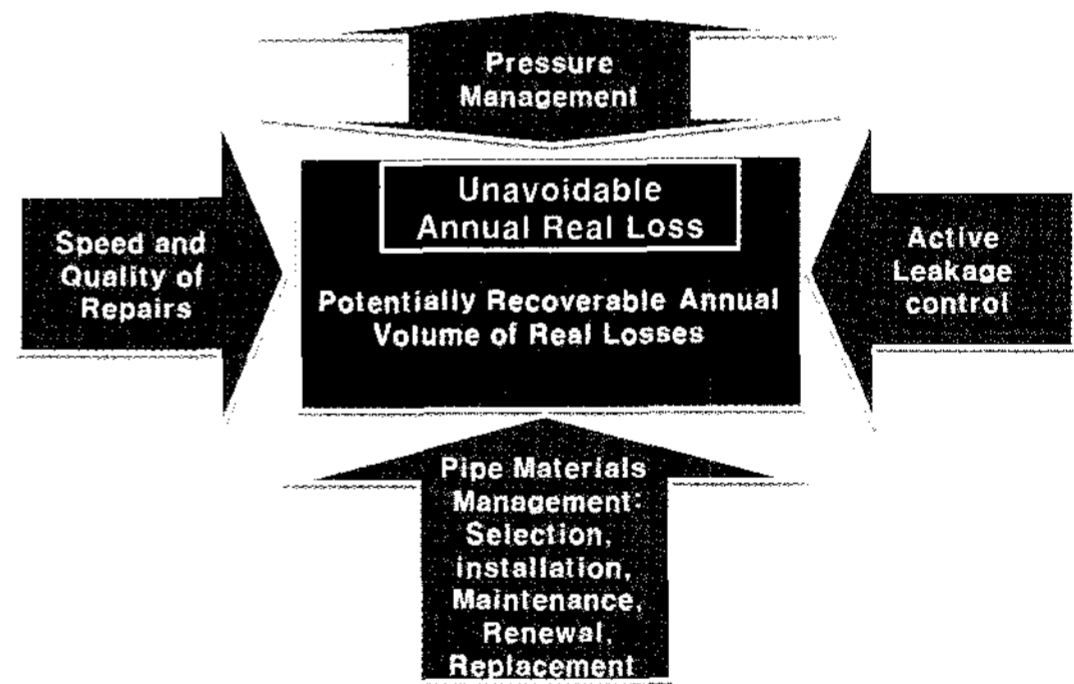 Pressure
Management
Unavoidable
Annual Real Loss
Speed and
Quality of
Repairs
Potentially Recoverable Annual
Volume of Real Losses
Active
Leakage
control
Pipe Materials
Management:
Selection,
installation,
Maintenance,
Renewal,
Replacement